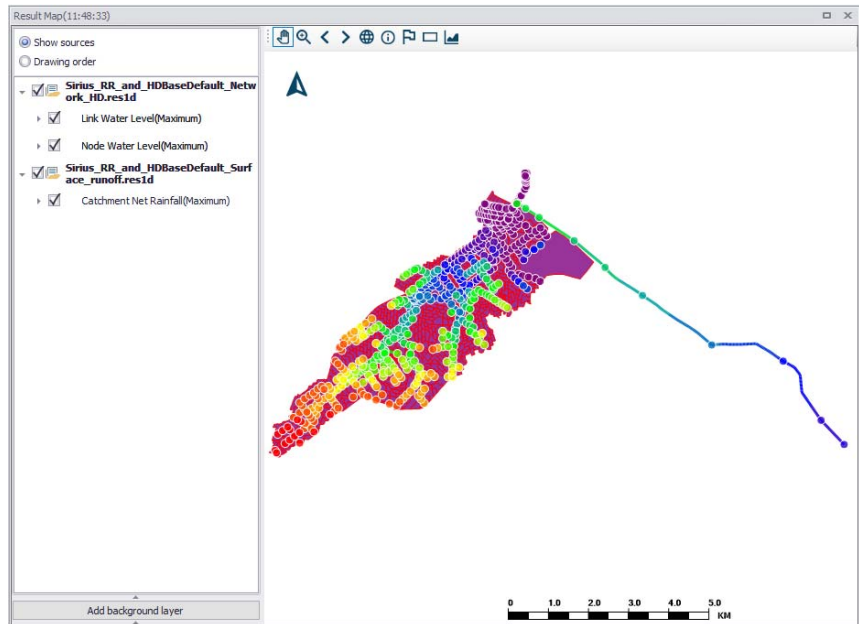 Result Map(11:48:33)
Show sources
Drawing order
Sirius_RR_and_HDBaseDefault_Netw
ork_HD.res1d
Link Water Level(Maximum)
Node Water Level(Maximum)
Sirius_RR_and_HDBaseDefault_Surf
ace_runoff.res1d
Catchment Net Rainfall(Maximum)
Add background layer
0 1.0 2.0 3.0 4.0 5.0
KM